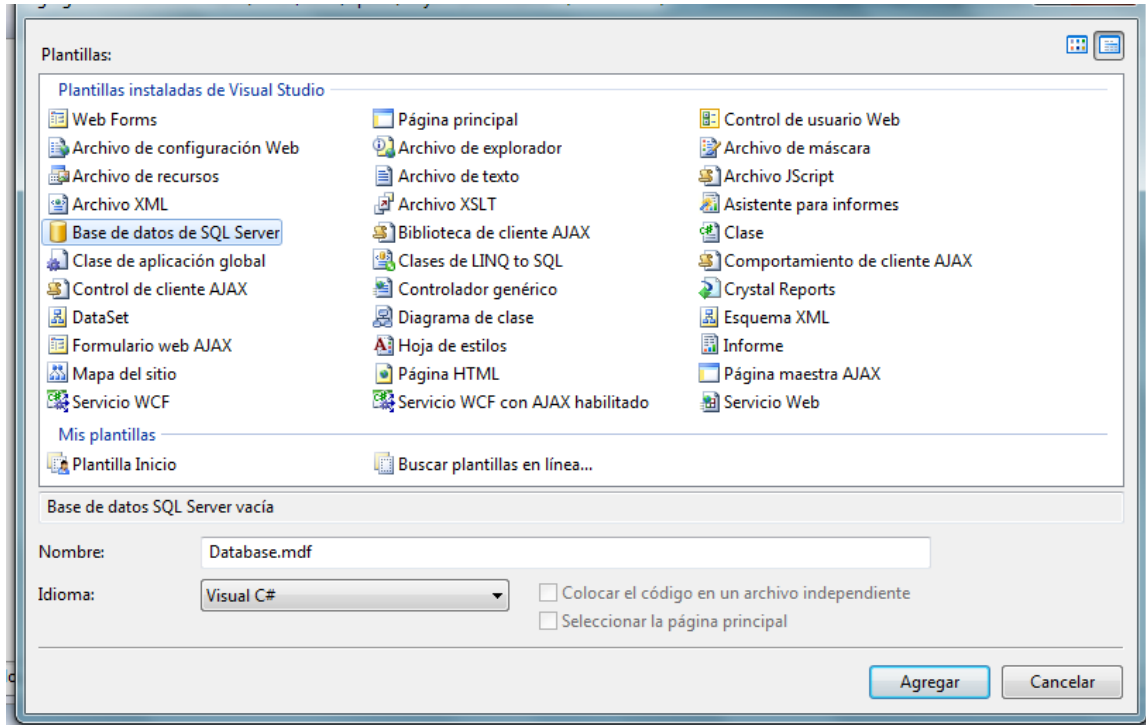 Plantillas:
Plantillas instaladas de Visual Studio
Web Forms
Página principal
Control de usuario Web
Archivo de configuración Web
Archivo de explorador
Archivo de máscara
Archivo de recursos
Archivo de texto
Archivo JScript
Archivo XML
Archivo XSLT
Asistente para informes
Base de datos de SQL Server
Biblioteca de cliente AJAX
Clase
Clase de aplicación global
Clases de LINQ to SQL
Comportamiento de cliente AJAX
Control de cliente AJAX
Controlador genérico
Crystal Reports
DataSet
Diagrama de clase
Esquema XML
Formulario web AJAX
Hoja de estilos
Informe
Mapa del sitio
Página HTML
Página maestra AJAX
Servicio WCF
Servicio WCF con AJAX habilitado
Servicio Web
Mis plantillas
Plantilla Inicio
Buscar plantillas en línea...
Base de datos SQL Server vacía
Nombre:
Database.mdf
Idioma:
Visual C#
Colocar el código en un archivo independiente
Seleccionar la página principal
Agregar
Cancelar